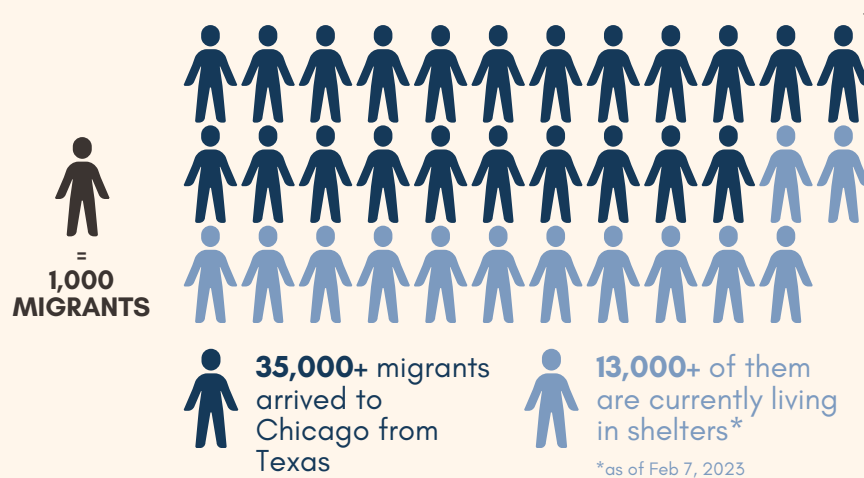 =
1,000
MIGRANTS
35,000+ migrants
arrived to
Chicago from
Texas
13,000+ of them
are currently living
in shelters*
*as of Feb 7, 2023